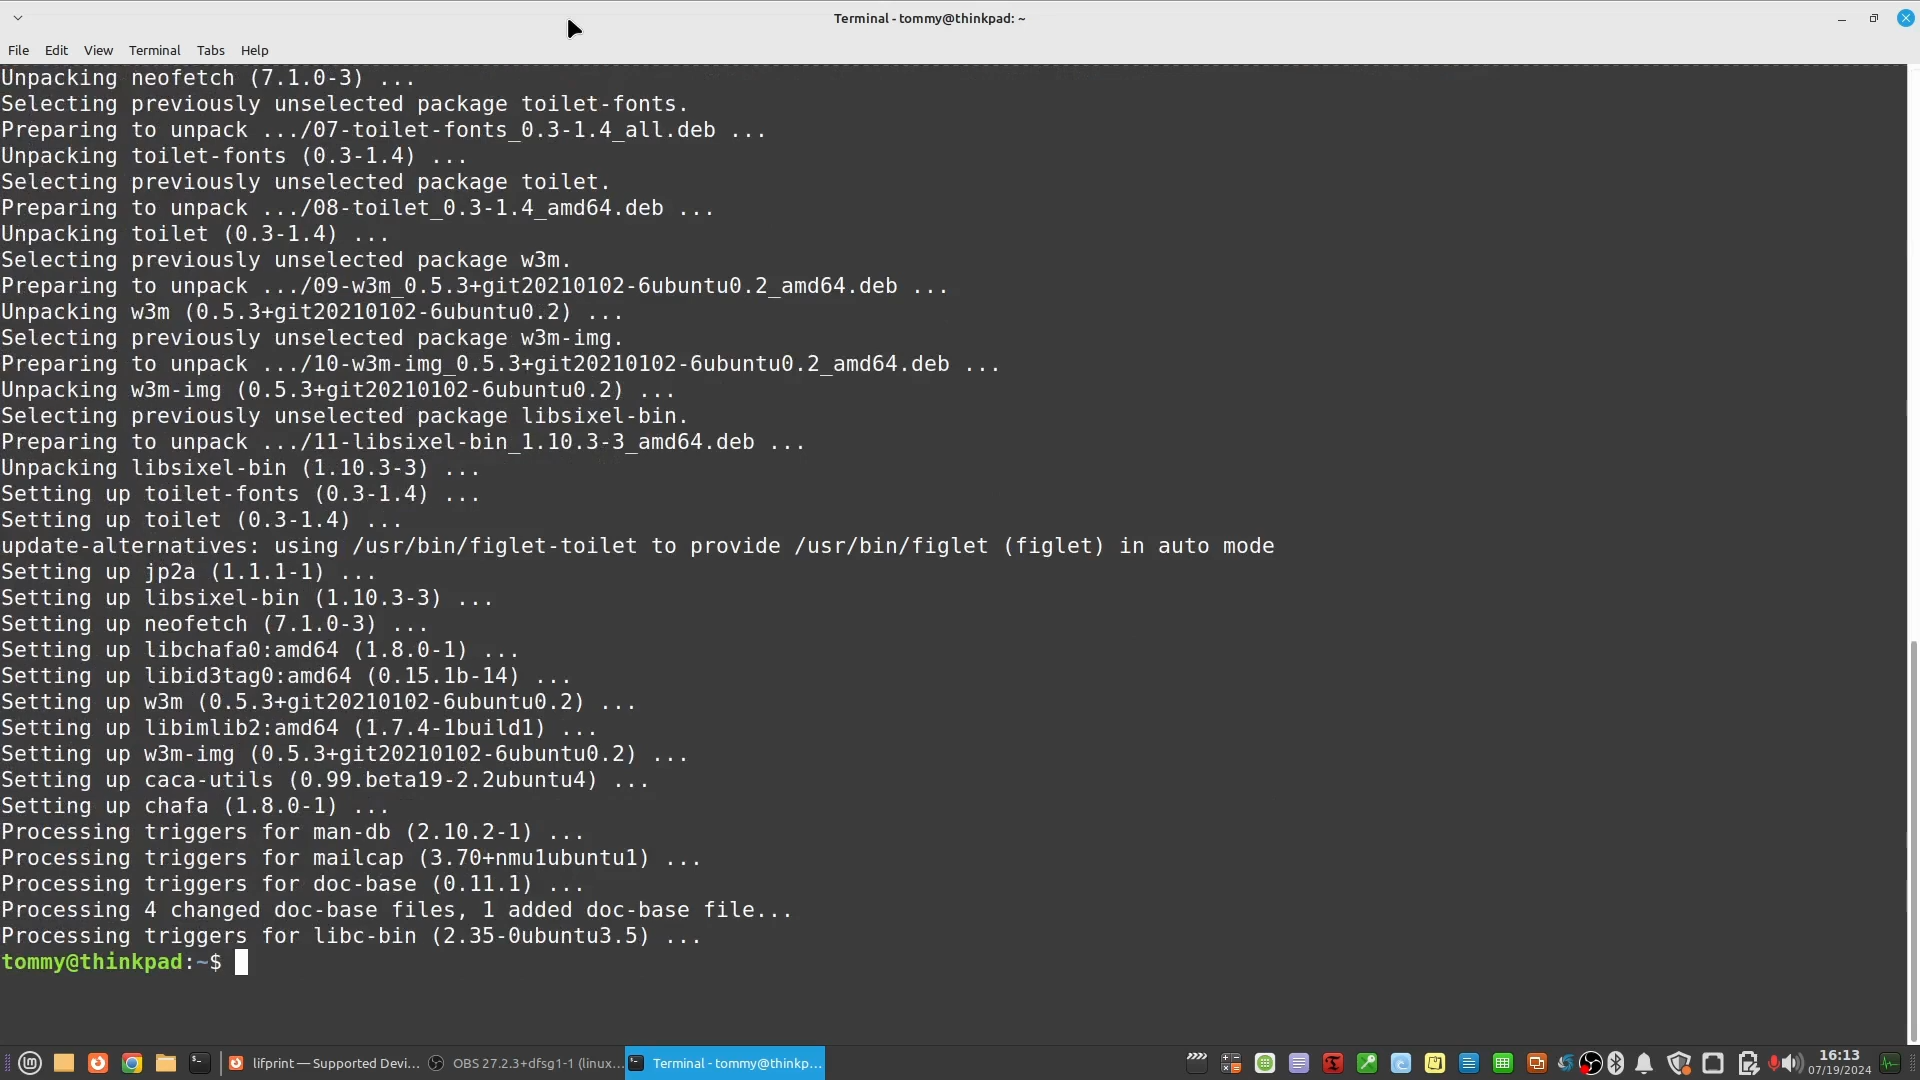 Terminal - tommy@thinkpad: ~
File Edit View Terminal Tabs Help
Unpacking neofetch (7.1.0-3) ...
Selecting previously unselected package toilet-fonts.
Preparing to unpack .../07-toilet-fonts_0.3-1.4_all.deb ...
Unpacking toilet-fonts (0.3-1.4) ...
Selecting previously unselected package toilet.
Preparing to unpack .../08-toilet_0.3-1.4_amd64.deb ...
Unpacking toilet (0.3-1.4) ...
Selecting previously unselected package w3m.
Preparing to unpack .../09-w3m_0.5.3+git20210102-6ubuntu0.2_amd64.deb ...
Unpacking w3m (0.5.3+git20210102-6ubuntu0.2) ...
Selecting previously unselected package w3m-img.
Preparing to unpack .../10-w3m-img_0.5.3+git20210102-6ubuntu0.2_amd64.deb ...
Unpacking w3m-img (0.5.3+git20210102-6ubuntu0.2) ...
Selecting previously unselected package libsixel-bin.
Preparing to unpack .../11-libsixel-bin_1.10.3-3_amd64.deb ...
Unpacking libsixel-bin (1.10.3-3) ...
Setting up toilet-fonts (0.3-1.4) ...
Setting up toilet (0.3-1.4) ...
update-alternatives: using /usr/bin/figlet-toilet to provide /usr/bin/figlet (figlet) in auto mode
Setting up jp2a (1.1.1-1) ...
Setting up libsixel-bin (1.10.3-3) ...
Setting up neofetch (7.1.0-3) ...
Setting up libchafa0:amd64 (1.8.0-1) ...
Setting up libid3tag0:amd64 (0.15.1b-14) ...
Setting up w3m (0.5.3+git20210102-6ubuntu0.2) ...
Setting up libimlib2:amd64 (1.7.4-1build1) ...
Setting up w3m-img (0.5.3+git20210102-6ubuntu0.2) ...
Setting up caca-utils (0.99.beta19-2.2ubuntu4) ...
Setting up chafa (1.8.0-1) ...
Processing triggers for man-db (2.10.2-1) ...
Processing triggers for mailcap (3.70+nmu1ubuntu1) ...
Processing triggers for doc-base (0.11.1) ...
Processing 4 changed doc-base files, 1 added doc-base file...
Processing triggers for libc-bin (2.35-0ubuntu3.5) ...
tommy@thinkpad:~$
lifprint — Supported Devi... OBS 27.2.3+dfsg1-1 (linux... Terminal - tommy@thinkp... 16:13
07/19/2024